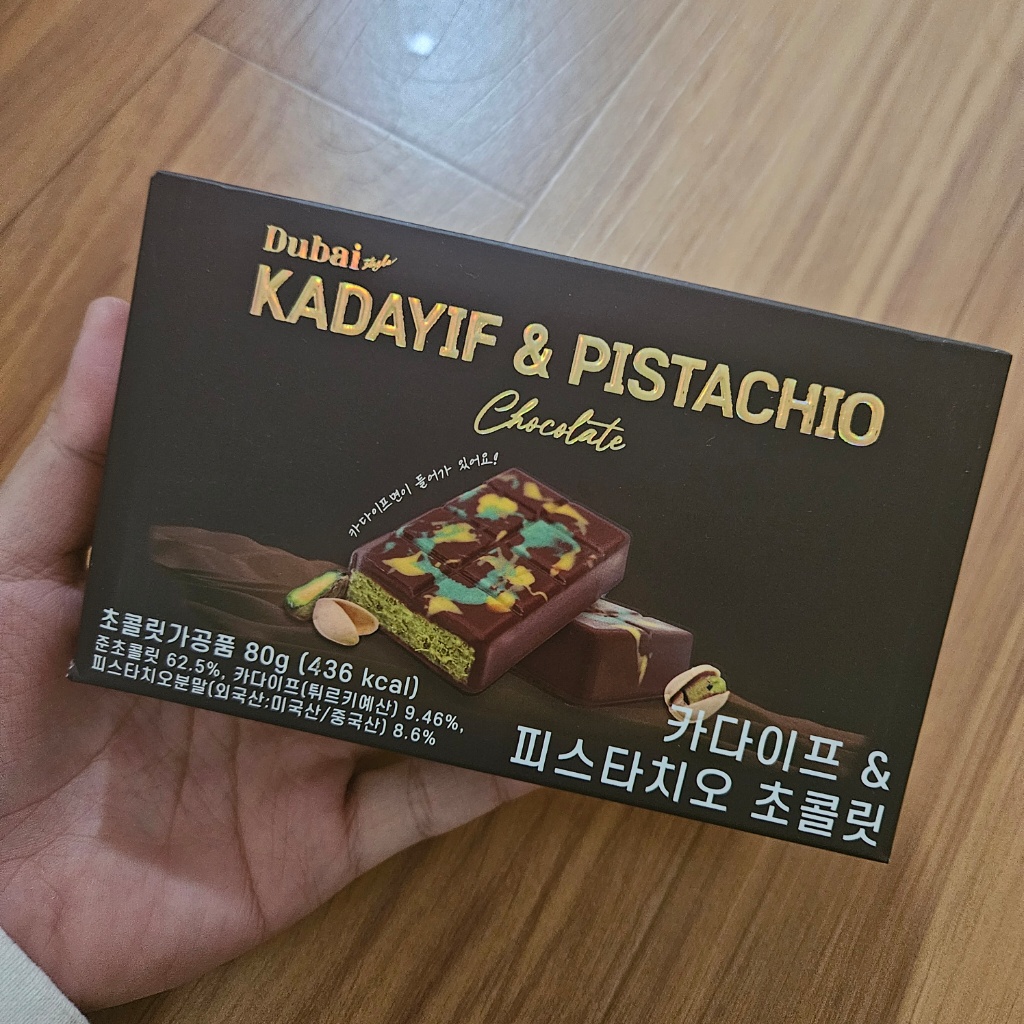 Dubai style
KADAYIF & PISTACHIO
Chocolate
카다이프면이 들어가 있어요!
초콜릿가공품 80g (436 kcal)
준초콜릿 62.5%, 카다이프(튀르키예산) 9.46%,
피스타치오분말(외국산:미국산/중국산) 8.6%
카다이프 &
피스타치오 초콜릿